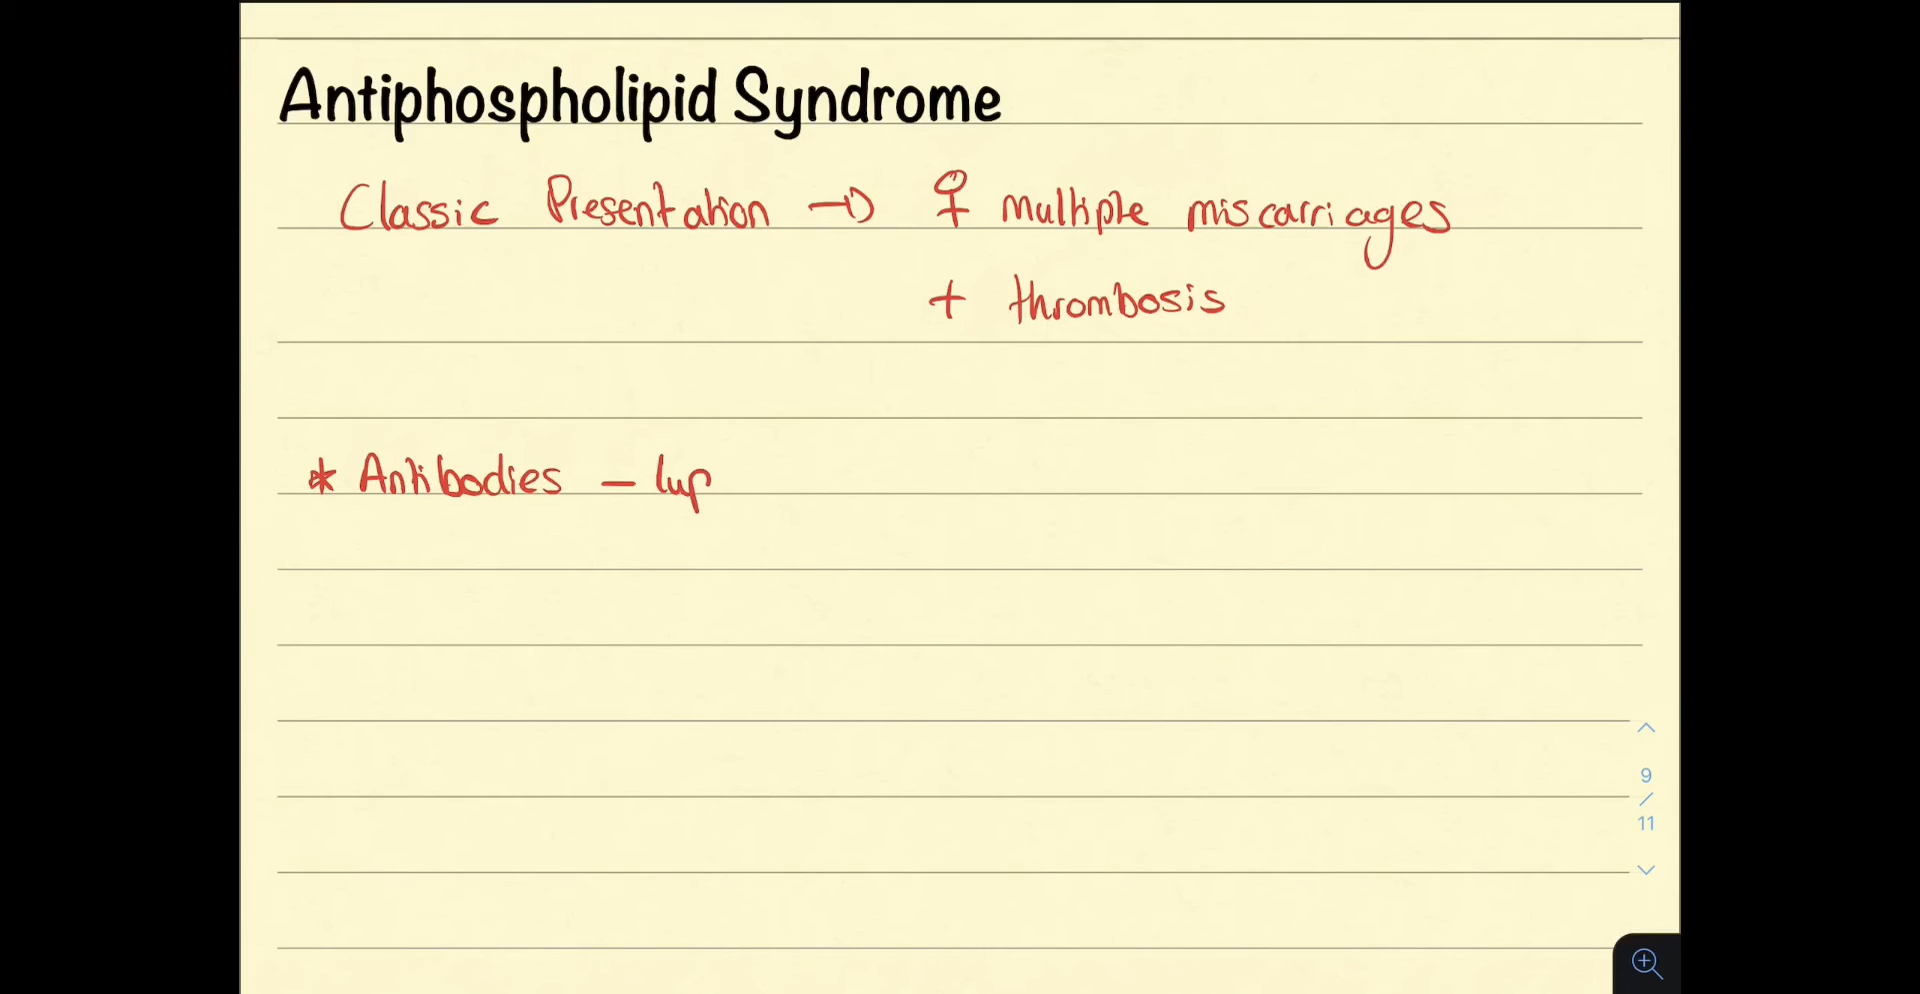 Antiphospholipid Syndrome
Classic Presentation → ♀ multiple miscarriages
+ thrombosis
* Antibodies – lup
9
/
11